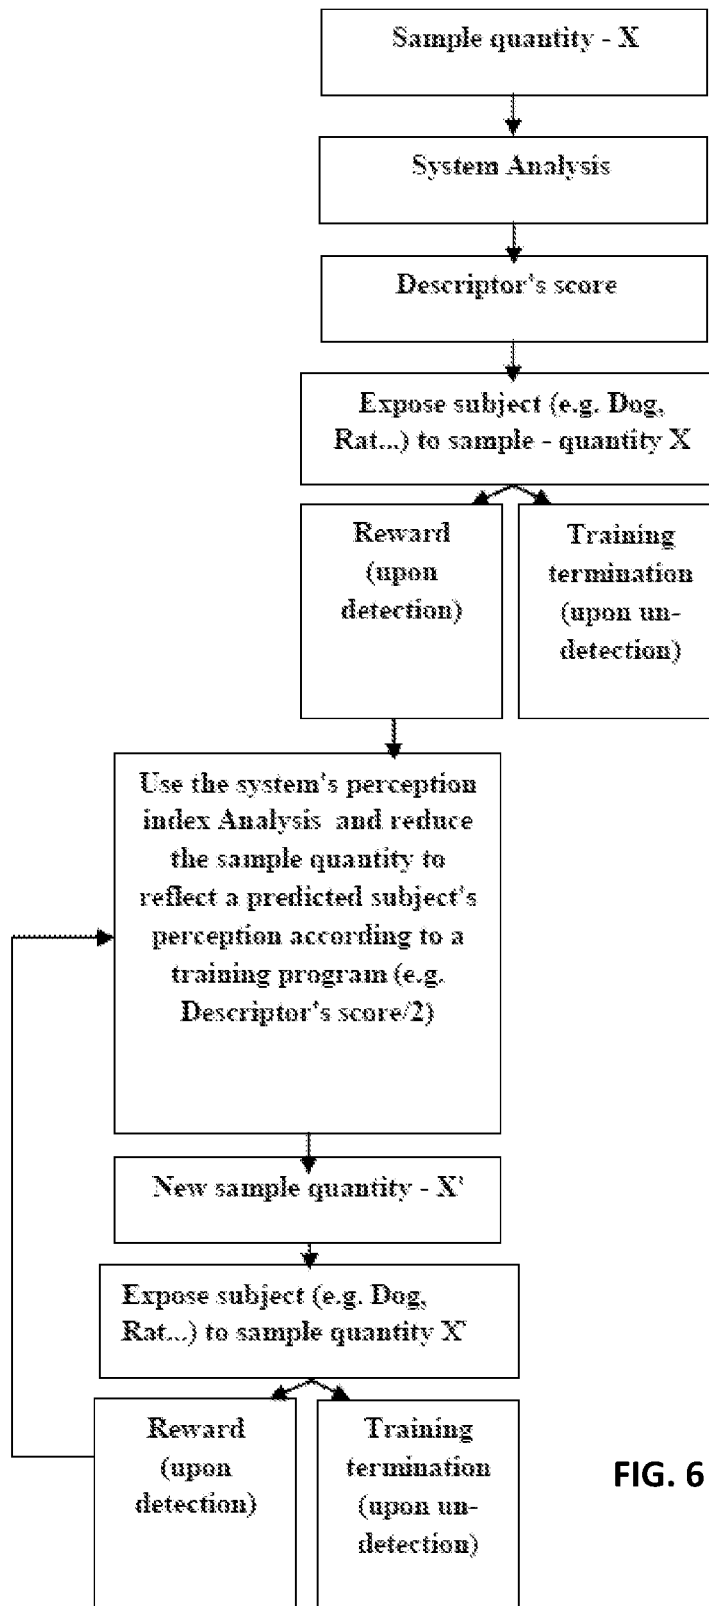 Sample quantity - X
System Analysis
Descriptor's score
Expose subject (e.g. Dog,
Rat...) to sample - quantity X
Reward
(upon
detection)
Training
termination
(upon un-
detection)
Use the system's perception
index Analysis and reduce
the sample quantity to
reflect a predicted subject's
perception according to a
training program (e.g.
Descriptor's score/2)
New sample quantity - X'
Expose subject (e.g. Dog,
Rat...) to sample quantity X'
Reward
(upon
detection)
Training
termination
(upon un-
detection)
FIG. 6